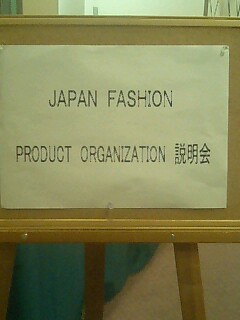 JAPAN FASHION
PRODUCT ORGANIZATION 説明会